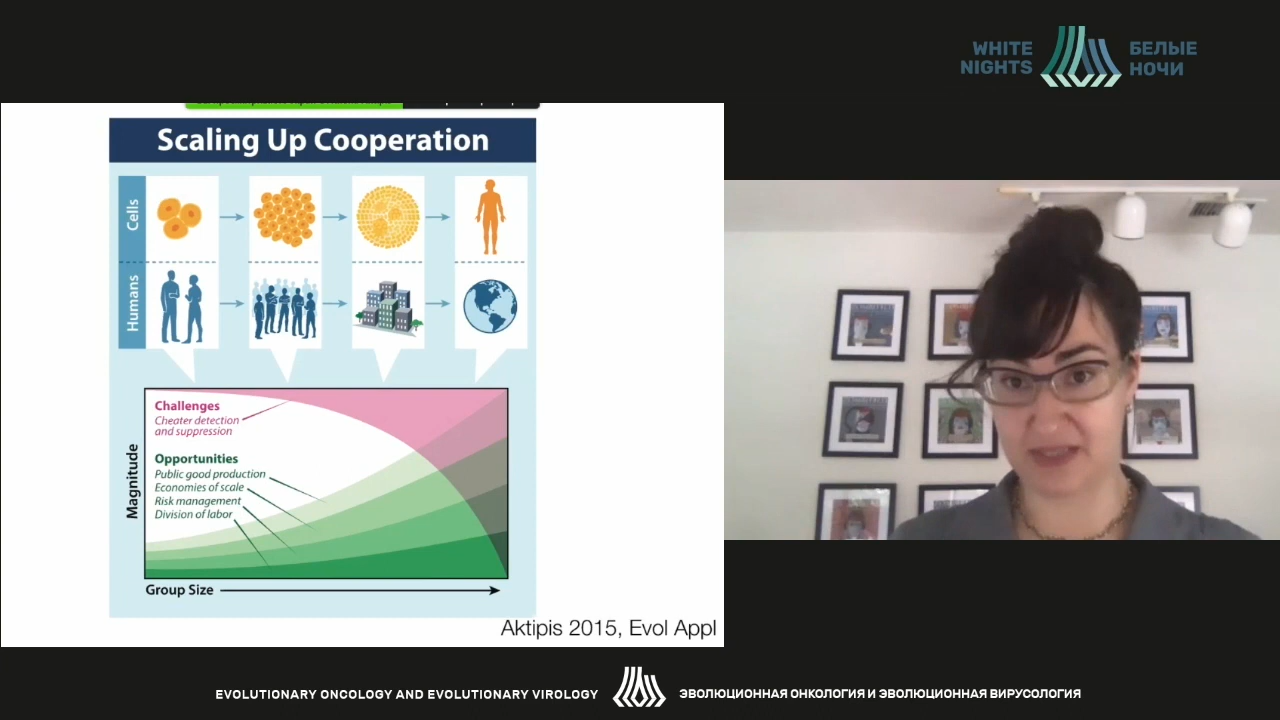 WHITE
NIGHTS
БЕЛЫЕ
НОЧИ
Scaling Up Cooperation
Cells
Humans
Magnitude
Challenges
Cheater detection
and suppression
Opportunities
Public good production
Economies of scale
Risk management
Division of labor
Group Size
Aktipis 2015, Evol Appl
EVOLUTIONARY ONCOLOGY AND EVOLUTIONARY VIROLOGY
ЭВОЛЮЦИОННАЯ ОНКОЛОГИЯ И ЭВОЛЮЦИОННАЯ ВИРУСОЛОГИЯ